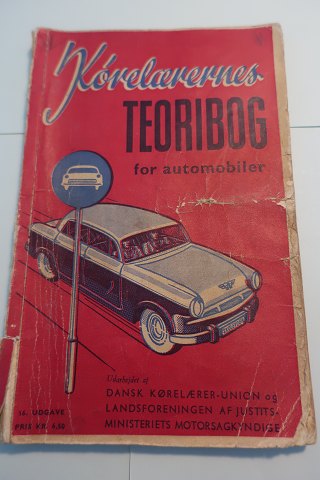 Kørelærernes
TEORIBOG
for automobiler
Udarbejdet af
DANSK KØRELÆRER-UNION og
LANDSFORENINGEN AF JUSTITS-
MINISTERIETS MOTORSAGKYNDIGE
16. UDGAVE
PRIS KR. 6,50